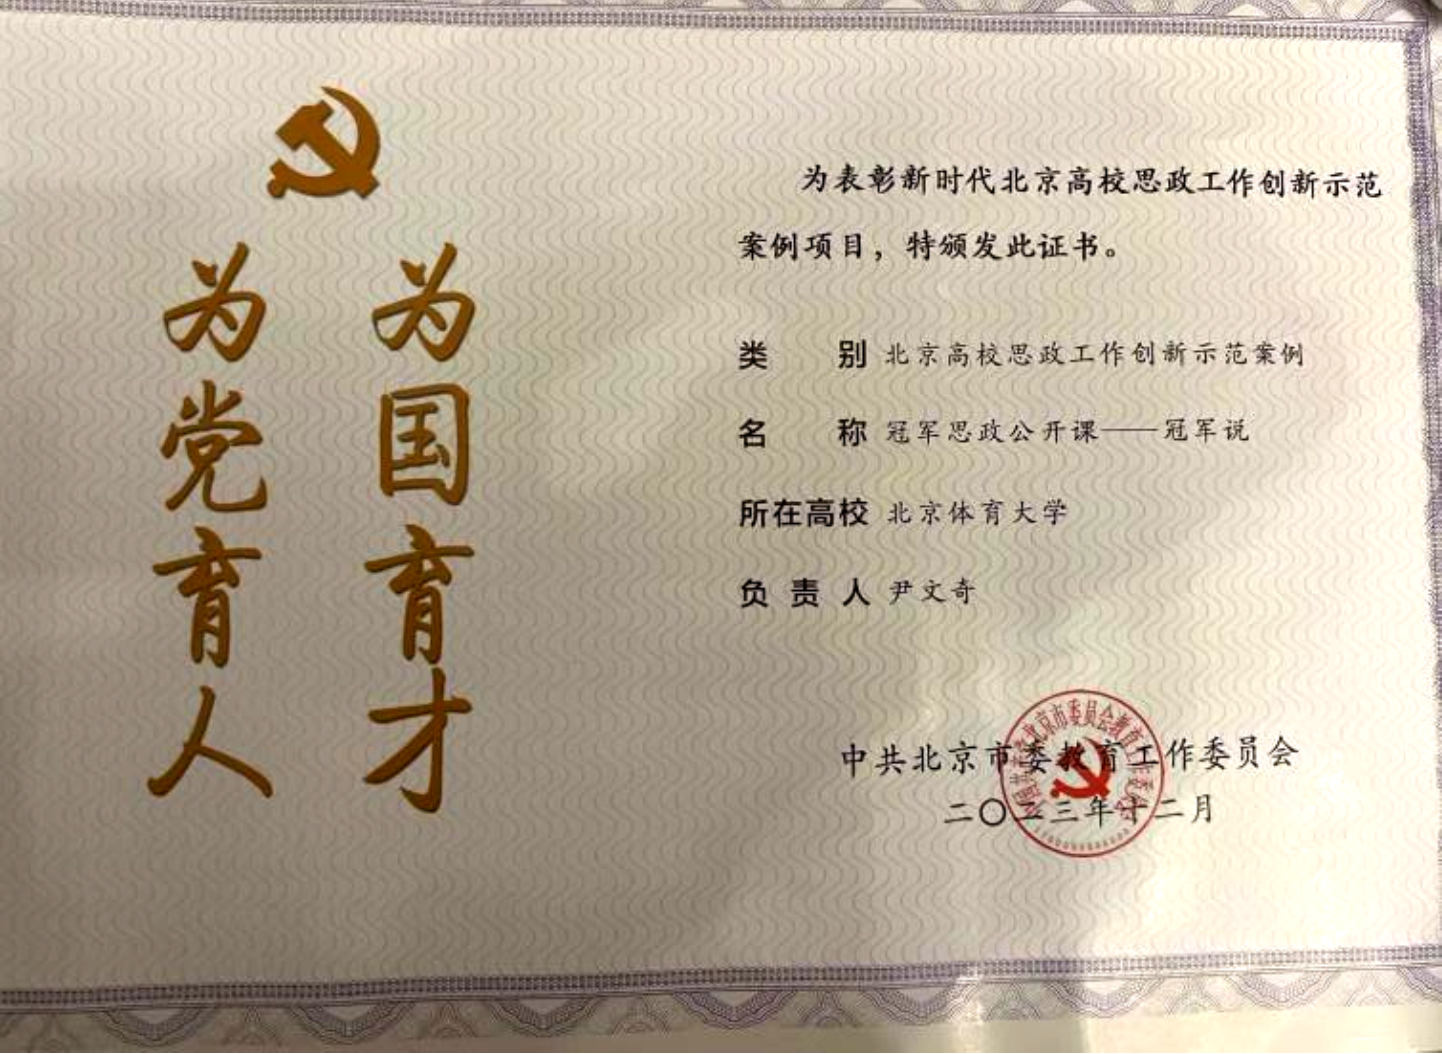 为党育人
为国育才
为表彰新时代北京高校思政工作创新示范
案例项目，特颁发此证书。
类 别 北京高校思政工作创新示范案例
名 称 冠军思政公开课——冠军说
所在高校 北京体育大学
负责人 尹文奇
中共北京市委教育工作委员会
二〇二三年十二月